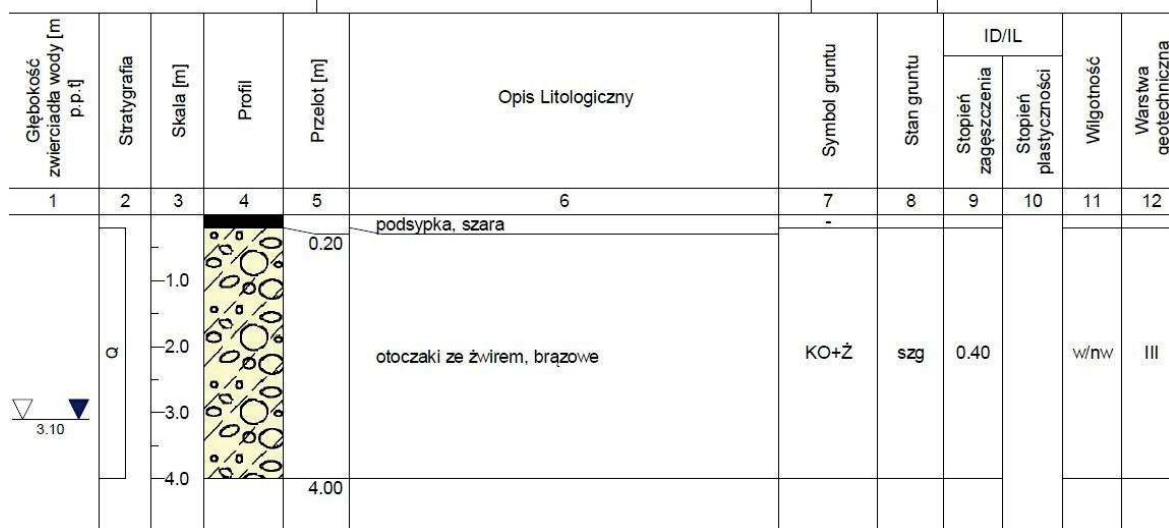 Głębokość
zwierciadła wody [m
p.p.t]
Stratygrafia
Skala [m]
Profil
Przelot [m]
Opis Litologiczny
Symbol gruntu
Stan gruntu
ID/IL
Stopień
zagęszczenia
Stopień
plastyczności
Wilgotność
Warstwa
geotechniczna
1 2 3 4 5 6 7 8 9 10 11 12
podsypka, szara -
0.20
1.0
Q 2.0 otoczaki ze żwirem, brązowe KO+Ż szg 0.40 w/nw III
3.0
3.10
4.0
4.00